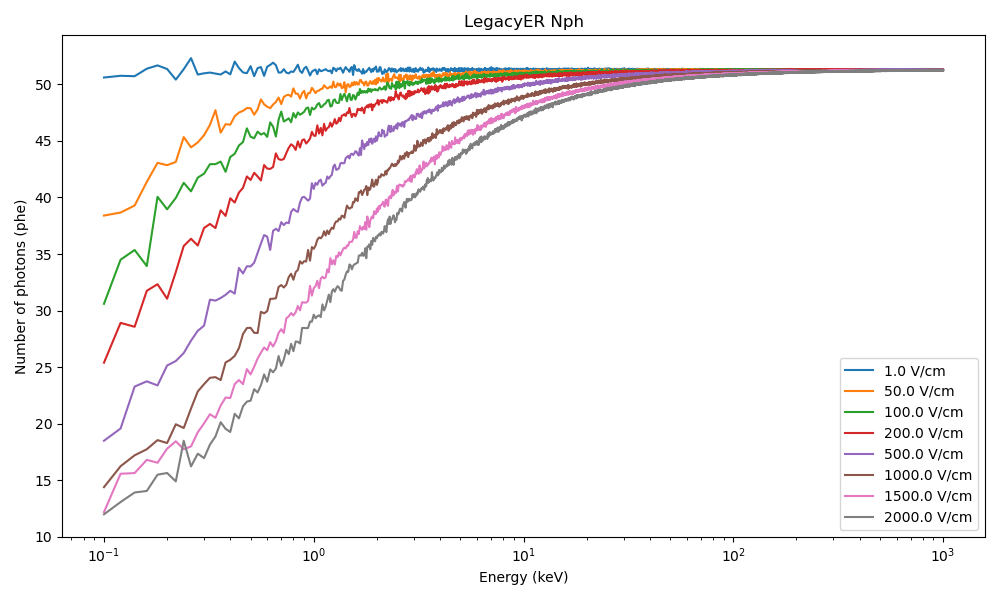 LegacyER Nph
Number of photons (phe)
50
45
40
35
30
25
20
15
10
10⁻¹
10⁰
10¹
10²
10³
Energy (keV)
1.0 V/cm
50.0 V/cm
100.0 V/cm
200.0 V/cm
500.0 V/cm
1000.0 V/cm
1500.0 V/cm
2000.0 V/cm